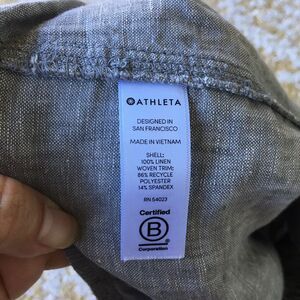 ATHLETA
DESIGNED IN
SAN FRANCISCO
MADE IN VIETNAM
SHELL:
100% LINEN
WOVEN TRIM:
86% RECYCLE
POLYESTER
14% SPANDEX
RN 54023
Certified
B
Corporation